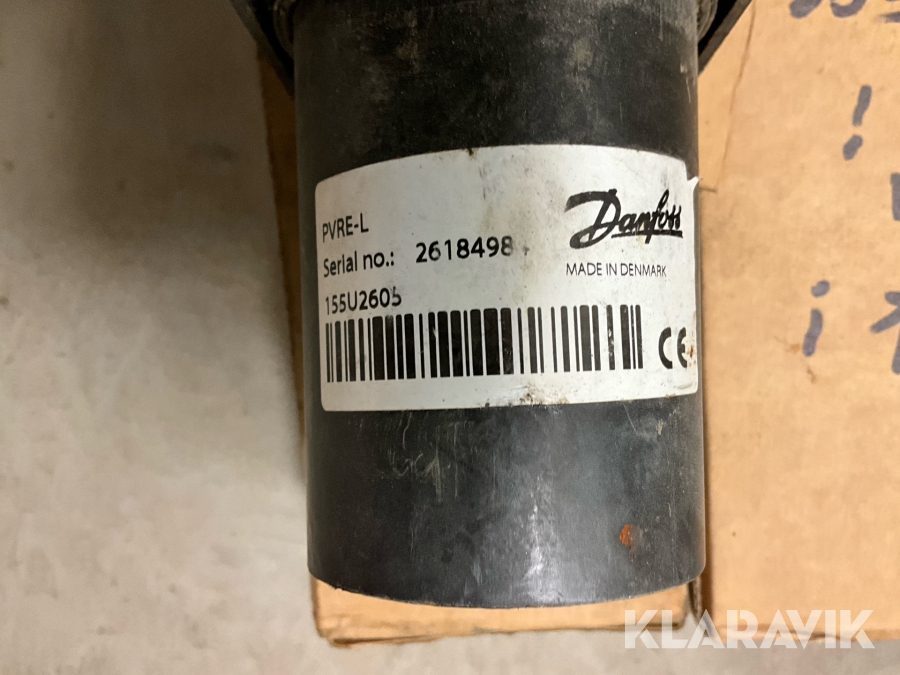 PVRE-L
Serial no.: 2618498
Danfoss
MADE IN DENMARK
155U2605
CE
KLARAVIK